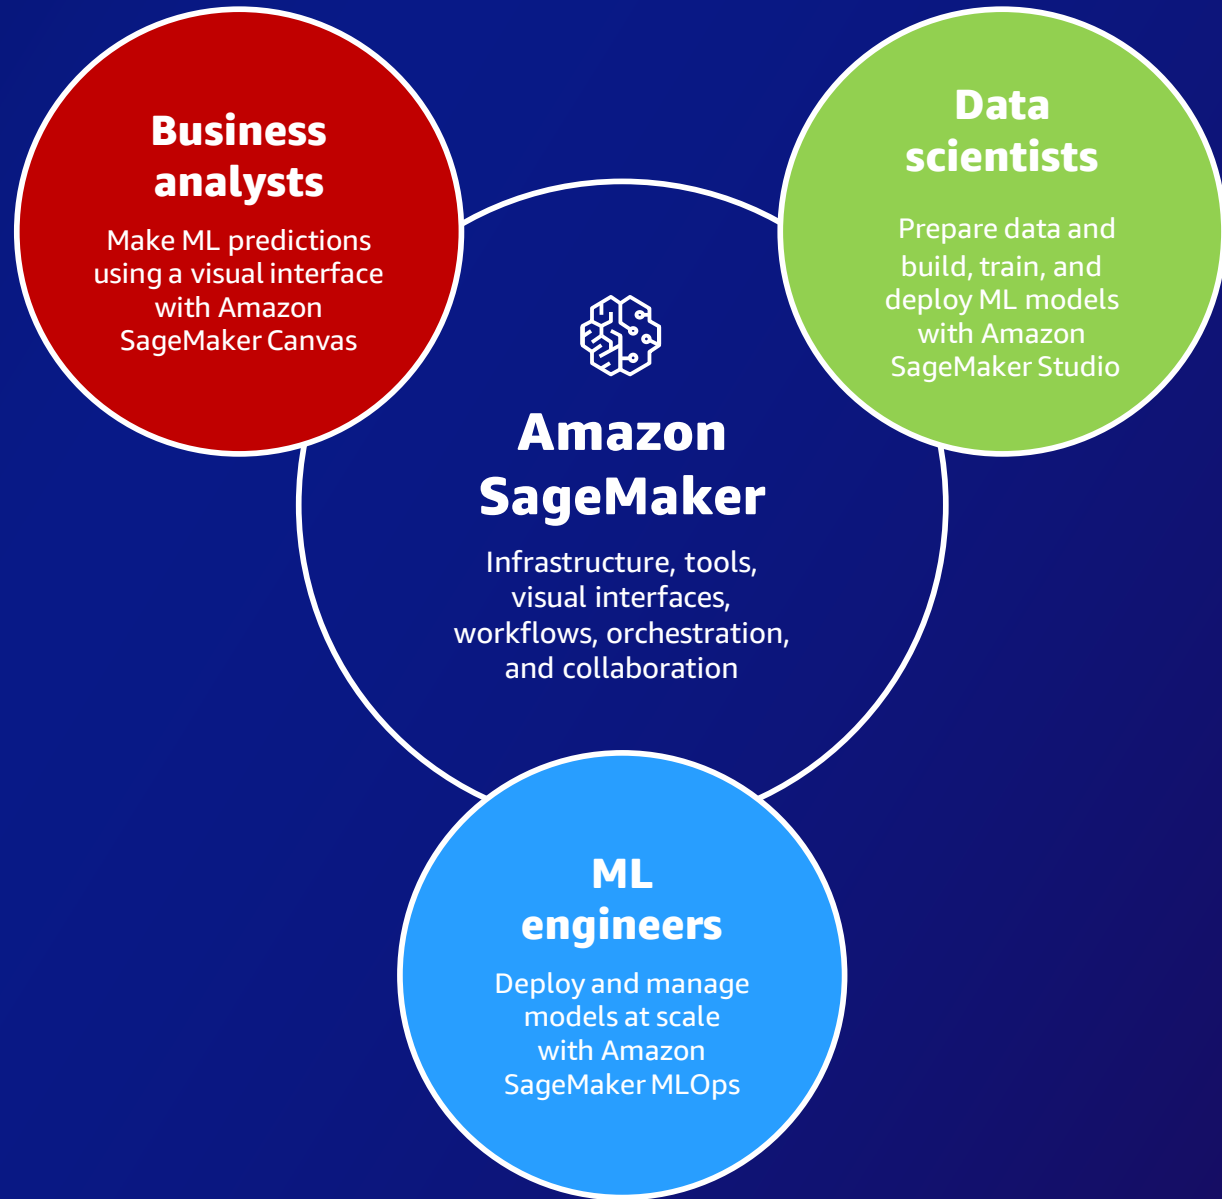 Business
analysts
Make ML predictions
using a visual interface
with Amazon
SageMaker Canvas
Data
scientists
Prepare data and
build, train, and
deploy ML models
with Amazon
SageMaker Studio
Amazon
SageMaker
Infrastructure, tools,
visual interfaces,
workflows, orchestration,
and collaboration
ML
engineers
Deploy and manage
models at scale
with Amazon
SageMaker MLOps